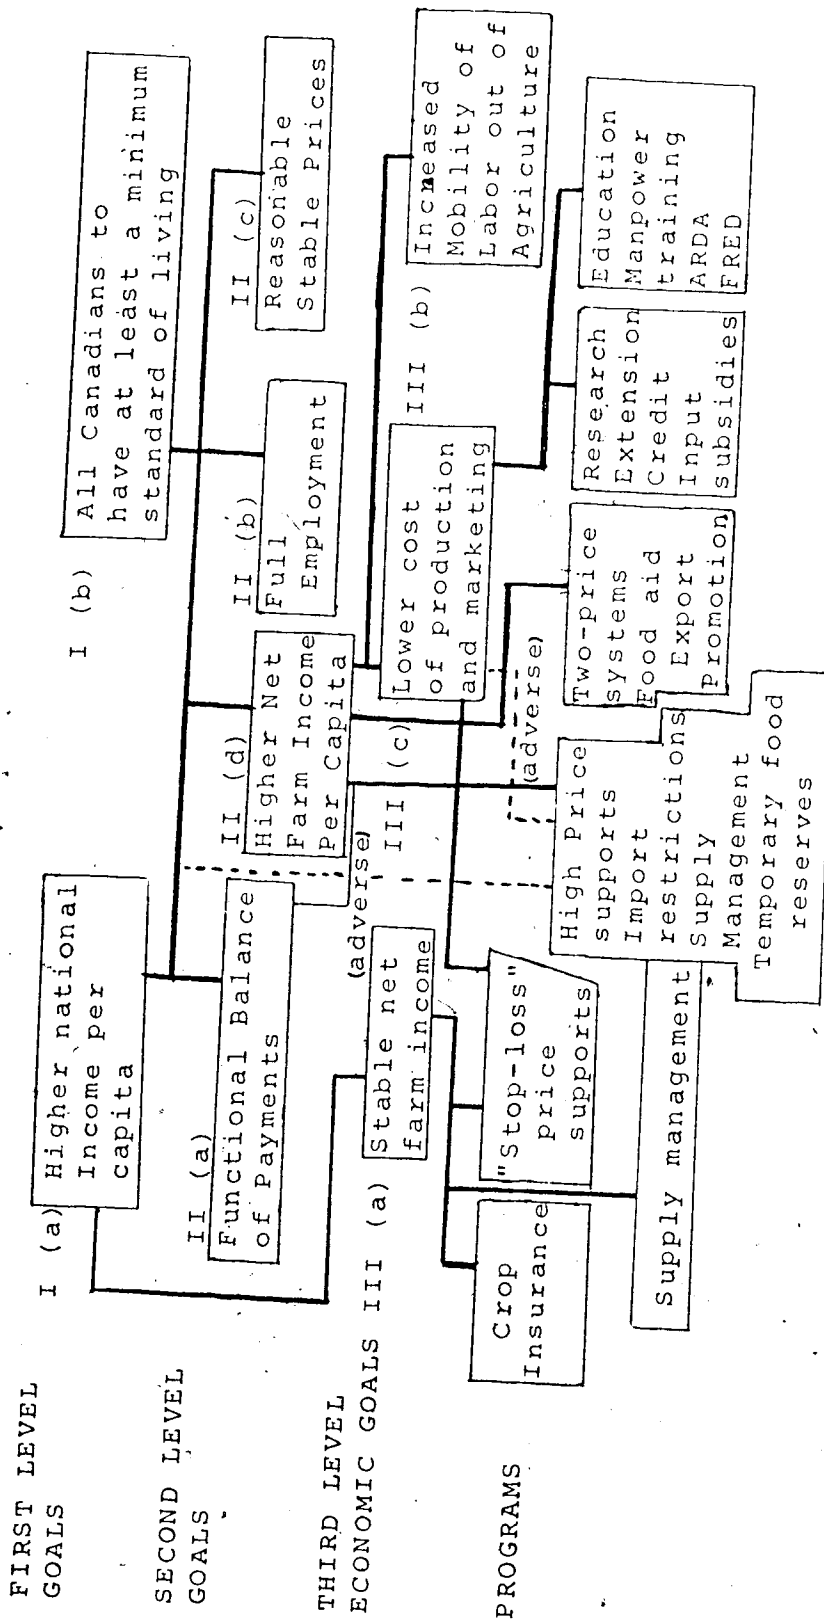 FIRST LEVEL
GOALS
I (a)
Higher national
Income per
capita
I (b)
All Canadians to
have at least a minimum
standard of living
SECOND LEVEL
GOALS
II (a)
Functional Balance
of Payments
II (d)
Higher Net
Farm Income
Per Capita
II (b)
Full
Employment
II (c)
Reasonable
Stable Prices
THIRD LEVEL
ECONOMIC GOALS
III (a)
Stable net
farm income
(adverse)
III (c)
Lower cost
of production
and marketing
III (b)
Increased
Mobility of
Labor out of
Agriculture
PROGRAMS
Crop
Insurance
"Stop-loss"
price
supports
Supply management
(adverse)
High Price
supports
Import
restrictions
Supply
Management
Temporary food
reserves
Two-price
systems
Food aid
Export
Promotion
Research
Extension
Credit
Input
subsidies
Education
Manpower
training
ARDA
FRED